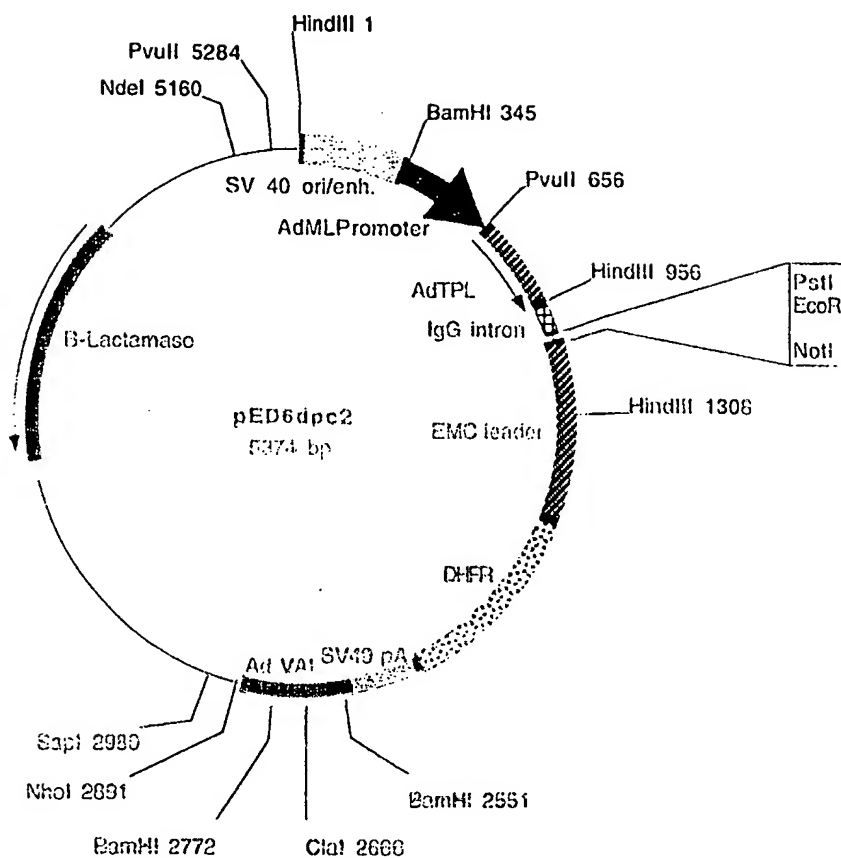 HindIII 1
PvuII 5284
NdeI 5160
BamHI 345
SV 40 ori/enh.
PvuII 656
AdMLPromoter
HindIII 956
AdTPL
PstI
EcoR
IgG intron
NotI
B-Lactamase
HindIII 1308
pED6dpc2
EMC leader
5374 bp
DHFR
Ad VAI
SV40 pA
SapI 2980
NheI 2891
BamHI 2551
BamHI 2772
ClaI 2666